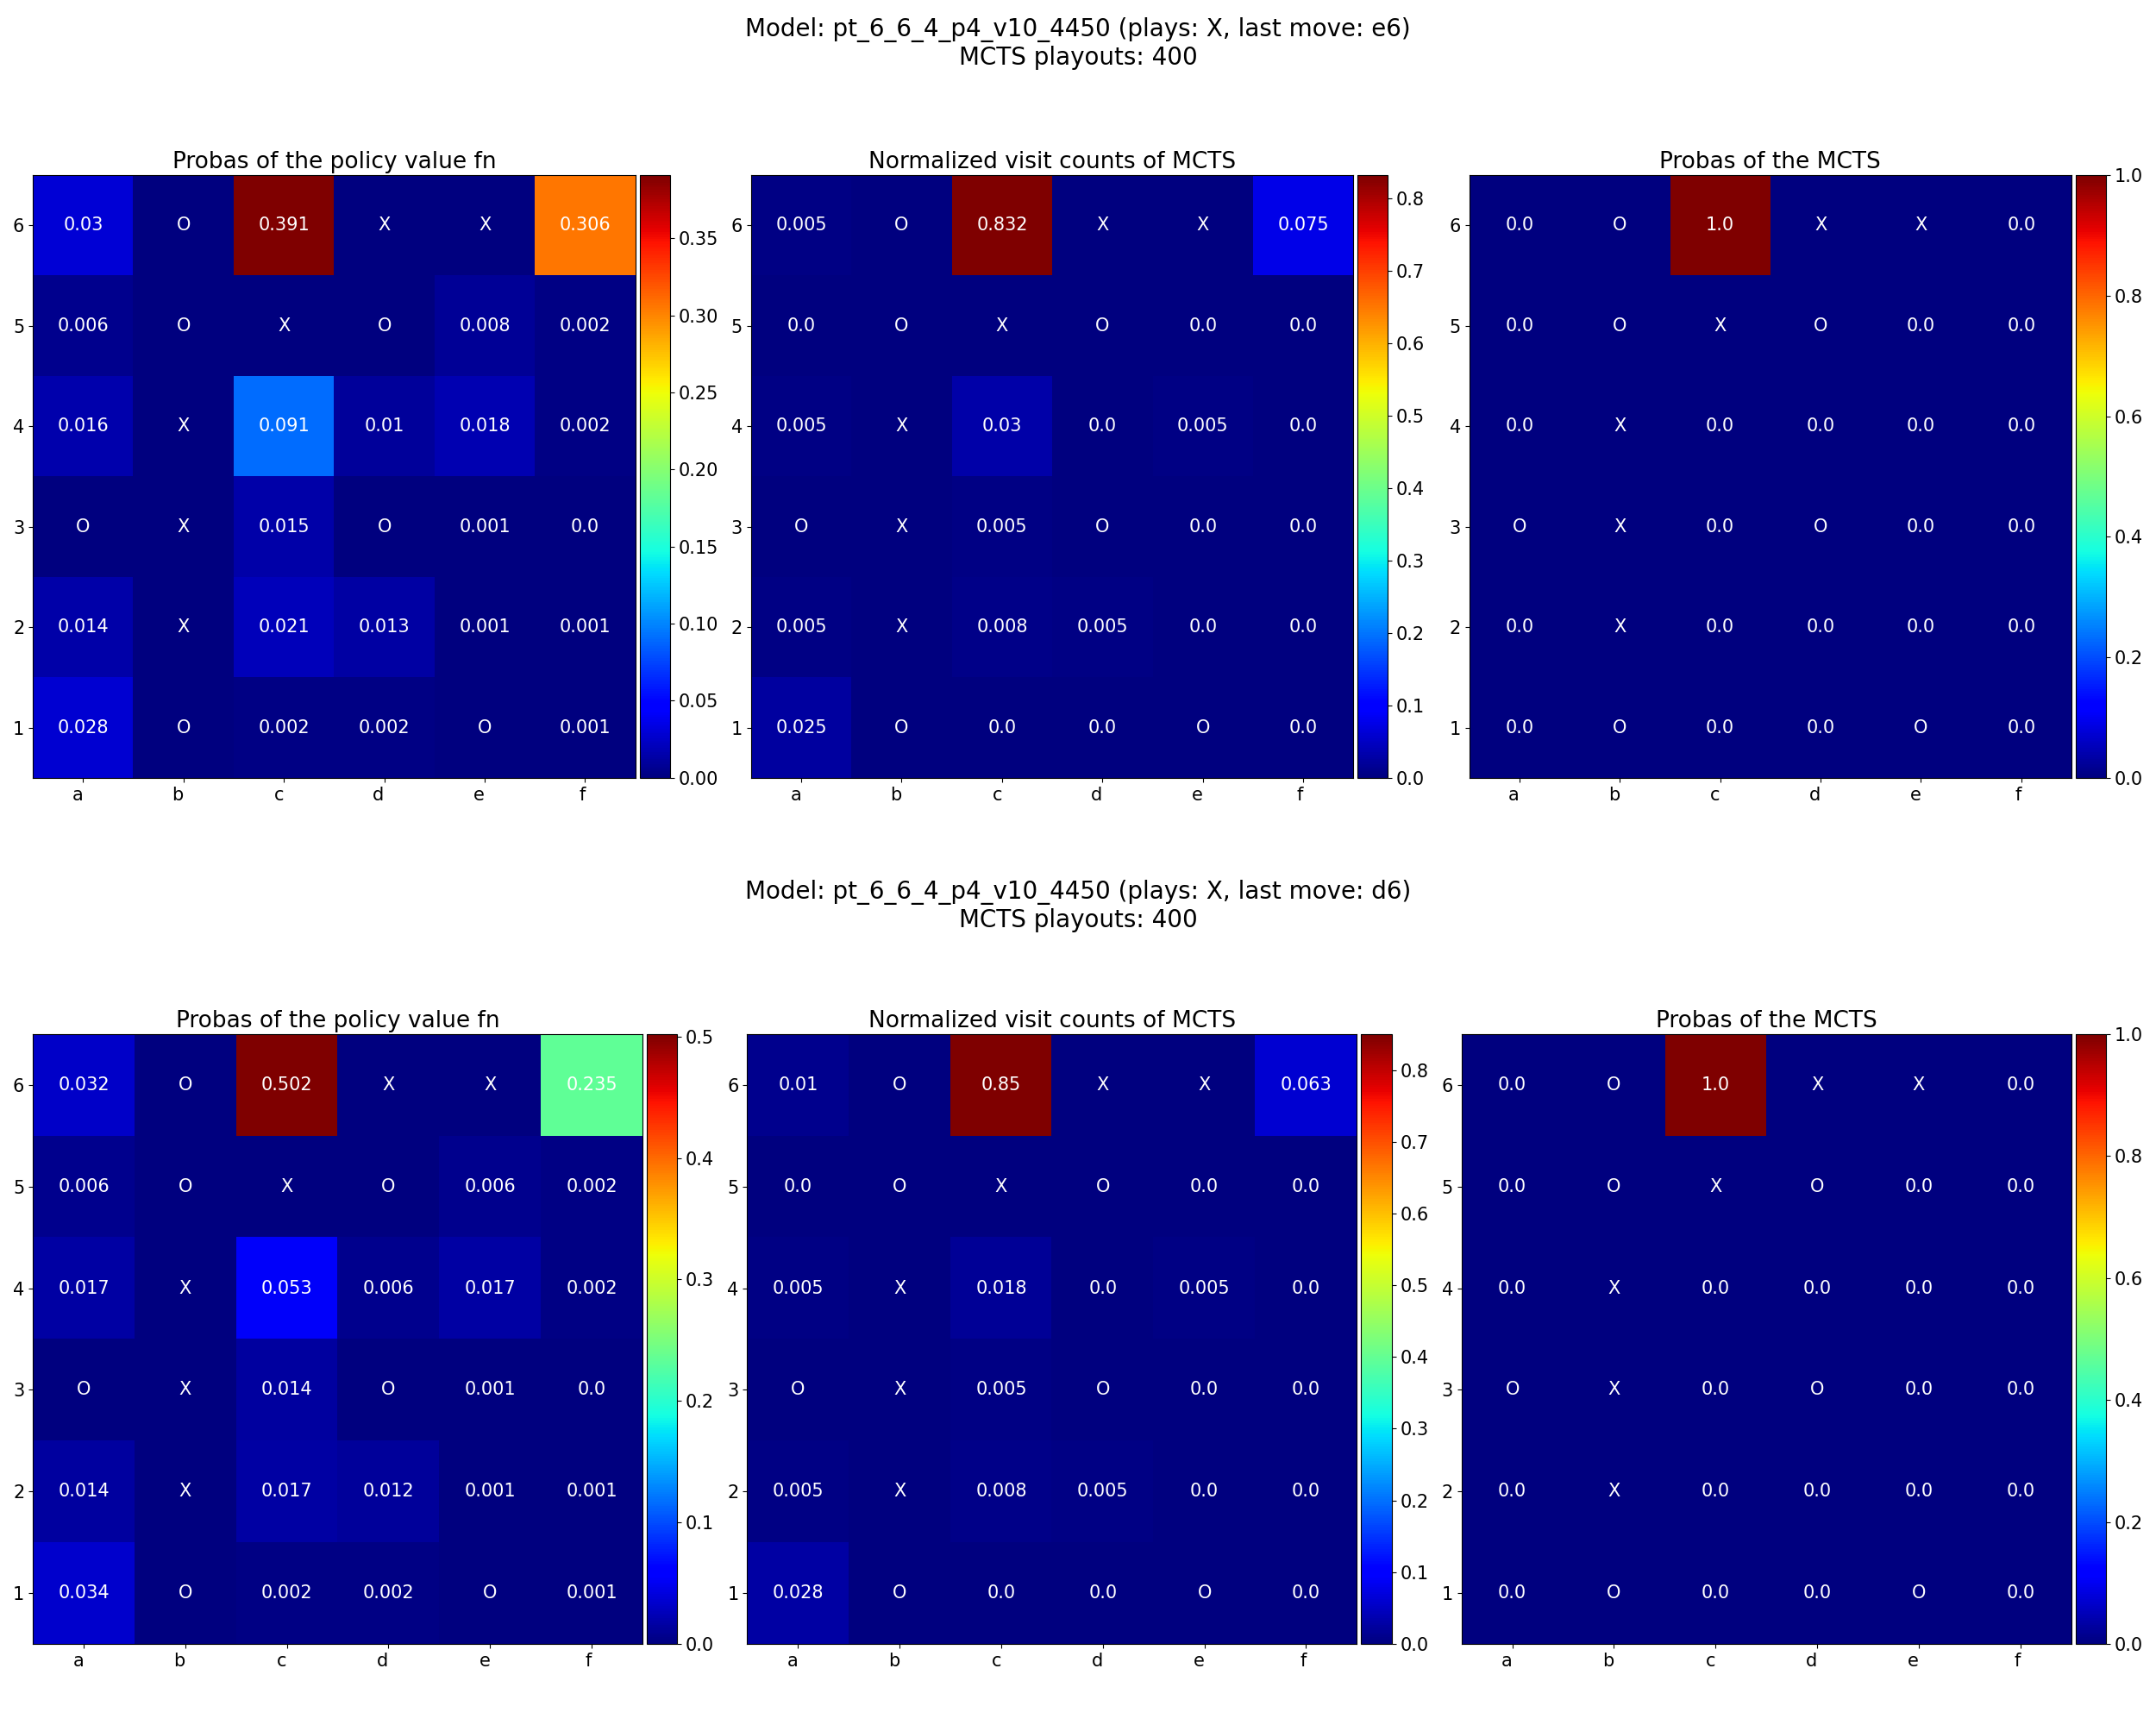 Model: pt_6_6_4_p4_v10_4450 (plays: X, last move: e6)
MCTS playouts: 400
Probas of the policy value fn
6 0.03 O 0.391 X X 0.306
5 0.006 O X O 0.008 0.002
4 0.016 X 0.091 0.01 0.018 0.002
3 O X 0.015 O 0.001 0.0
2 0.014 X 0.021 0.013 0.001 0.001
1 0.028 O 0.002 0.002 O 0.001
a b c d e f
0.35
0.30
0.25
0.20
0.15
0.10
0.05
0.00
Normalized visit counts of MCTS
6 0.005 O 0.832 X X 0.075
5 0.0 O X O 0.0 0.0
4 0.005 X 0.03 0.0 0.005 0.0
3 O X 0.005 O 0.0 0.0
2 0.005 X 0.008 0.005 0.0 0.0
1 0.025 O 0.0 0.0 O 0.0
a b c d e f
0.8
0.7
0.6
0.5
0.4
0.3
0.2
0.1
0.0
Probas of the MCTS
6 0.0 O 1.0 X X 0.0
5 0.0 O X O 0.0 0.0
4 0.0 X 0.0 0.0 0.0 0.0
3 O X 0.0 O 0.0 0.0
2 0.0 X 0.0 0.0 0.0 0.0
1 0.0 O 0.0 0.0 O 0.0
a b c d e f
1.0
0.8
0.6
0.4
0.2
0.0
Model: pt_6_6_4_p4_v10_4450 (plays: X, last move: d6)
MCTS playouts: 400
Probas of the policy value fn
6 0.032 O 0.502 X X 0.235
5 0.006 O X O 0.006 0.002
4 0.017 X 0.053 0.006 0.017 0.002
3 O X 0.014 O 0.001 0.0
2 0.014 X 0.017 0.012 0.001 0.001
1 0.034 O 0.002 0.002 O 0.001
a b c d e f
0.5
0.4
0.3
0.2
0.1
0.0
Normalized visit counts of MCTS
6 0.01 O 0.85 X X 0.063
5 0.0 O X O 0.0 0.0
4 0.005 X 0.018 0.0 0.005 0.0
3 O X 0.005 O 0.0 0.0
2 0.005 X 0.008 0.005 0.0 0.0
1 0.028 O 0.0 0.0 O 0.0
a b c d e f
0.8
0.7
0.6
0.5
0.4
0.3
0.2
0.1
0.0
Probas of the MCTS
6 0.0 O 1.0 X X 0.0
5 0.0 O X O 0.0 0.0
4 0.0 X 0.0 0.0 0.0 0.0
3 O X 0.0 O 0.0 0.0
2 0.0 X 0.0 0.0 0.0 0.0
1 0.0 O 0.0 0.0 O 0.0
a b c d e f
1.0
0.8
0.6
0.4
0.2
0.0